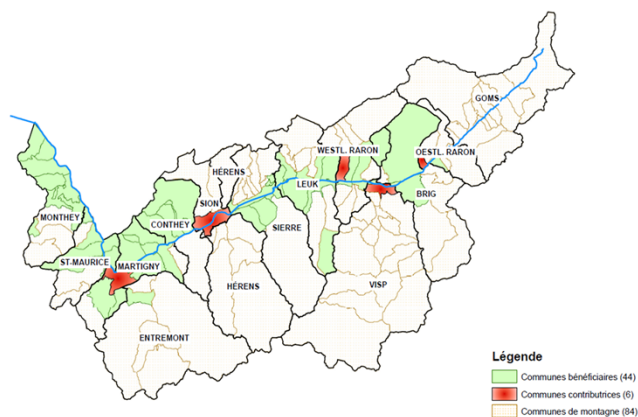 GOMS
WESTL. RARON
OESTL. RARON
HÉRENS
LEUK
BRIG
SION
MONTHEY
CONTHEY
SIERRE
ST-MAURICE
MARTIGNY
HÉRENS
VISP
ENTREMONT
Légende
Communes bénéficiaires (44)
Communes contributrices (6)
Communes de montagne (84)